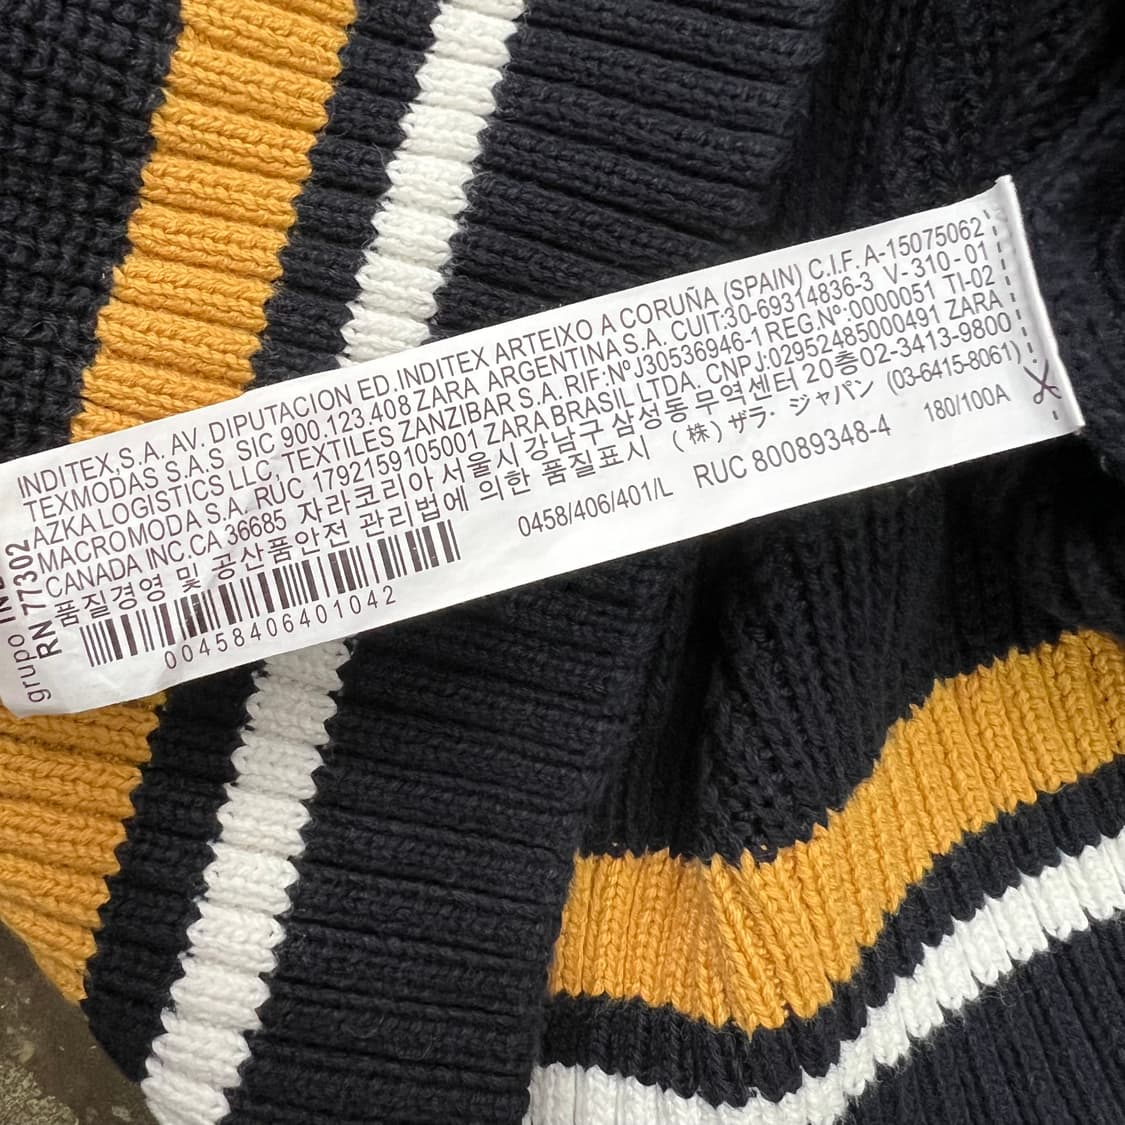 INDITEX,S.A. AV. DIPUTACION ED.INDITEX ARTEIXO A CORUÑA (SPAIN) C.I.F. A-15075062
TEXMODAS S.A.S SIC 900.123.408 ZARA ARGENTINA S.A. CUIT:30-69314836-3 V-310-01
AZKA LOGISTICS LLC, TEXTILES ZANZIBAR S.A. RIF:NºJ30536946-1 REG.Nº:0000051 TI-02
MACROMODA S.A. RUC 1792159105001 ZARA BRASIL LTDA. CNPJ:02952485000491 ZARA
CANADA INC.CA 36685 자라코리아 서울시 강남구 삼성동 무역센터 20층 02-3413-9800
품질경영 및 공산품안전 관리법에 의한 품질표시 (株) ザラ・ジャパン (03-6415-8061)
0458/406/401/L RUC 80089348-4 180/100A
00458406401042
grupo
RN 77302